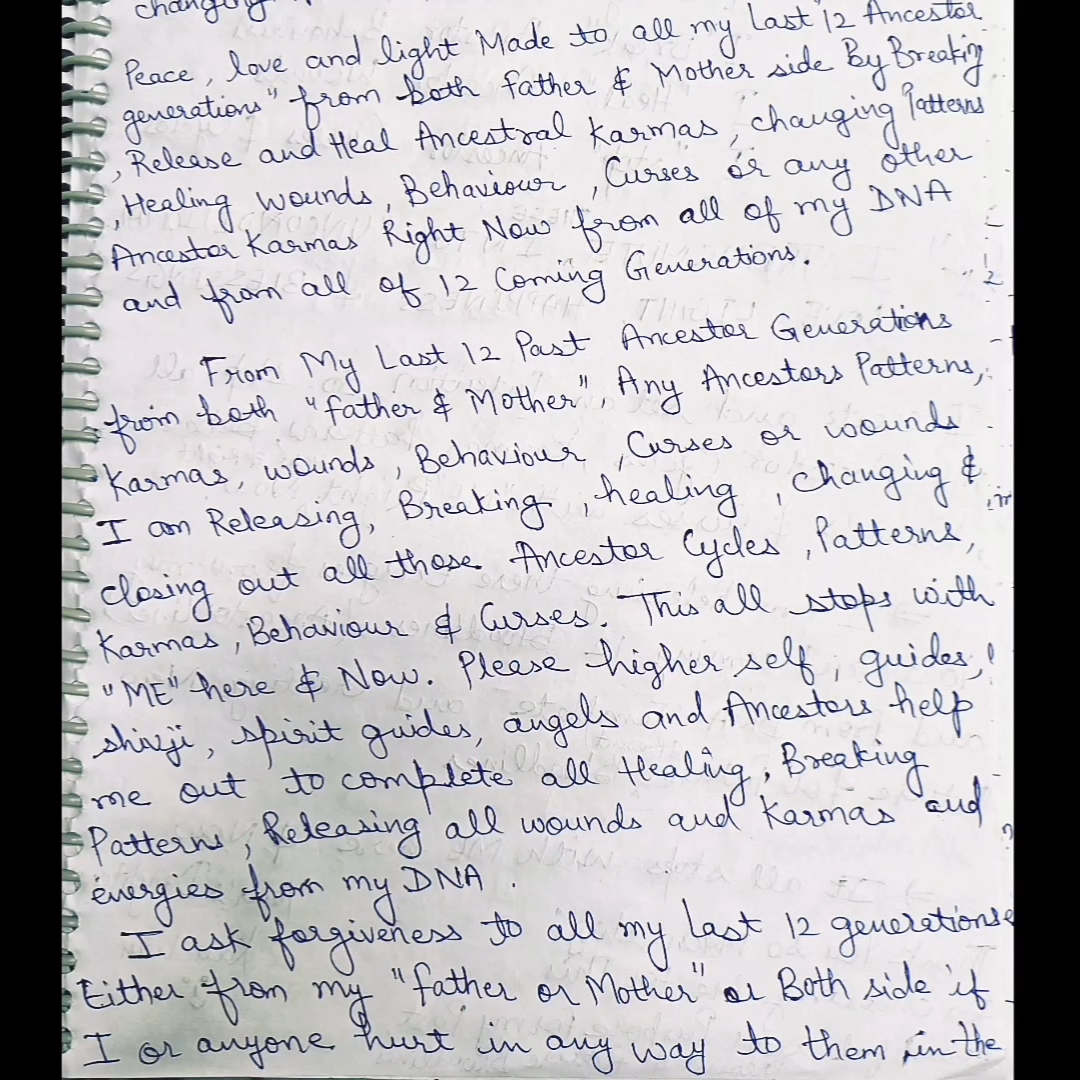 changing
Peace, love and light Made to all my Last 12 Ancestor
generations" from both father & Mother side By Breaking
, Release and Heal Ancestral Karmas, changing Patterns
, Healing wounds, Behaviour, Curses or any other
Ancestor Karmas Right Now from all of my DNA
and from all of 12 Coming Generations.
From My Last 12 Past Ancestor Generations
from both "father & Mother", Any Ancestors Patterns,
Karmas, wounds, Behaviour, Curses or wounds
I am Releasing, Breaking, healing, changing &
closing out all those Ancestor Cycles, Patterns,
Karmas, Behaviour & Curses. This all stops with
"ME" here & Now. Please higher self, guides,
shivji, spirit guides, angels and Ancestors help
me out to complete all Healing, Breaking
Patterns, Releasing all wounds and Karmas and
energies from my DNA.
I ask forgiveness to all my last 12 generations
Either from my "father or Mother" or Both side if
I or anyone hurt in any way to them in the